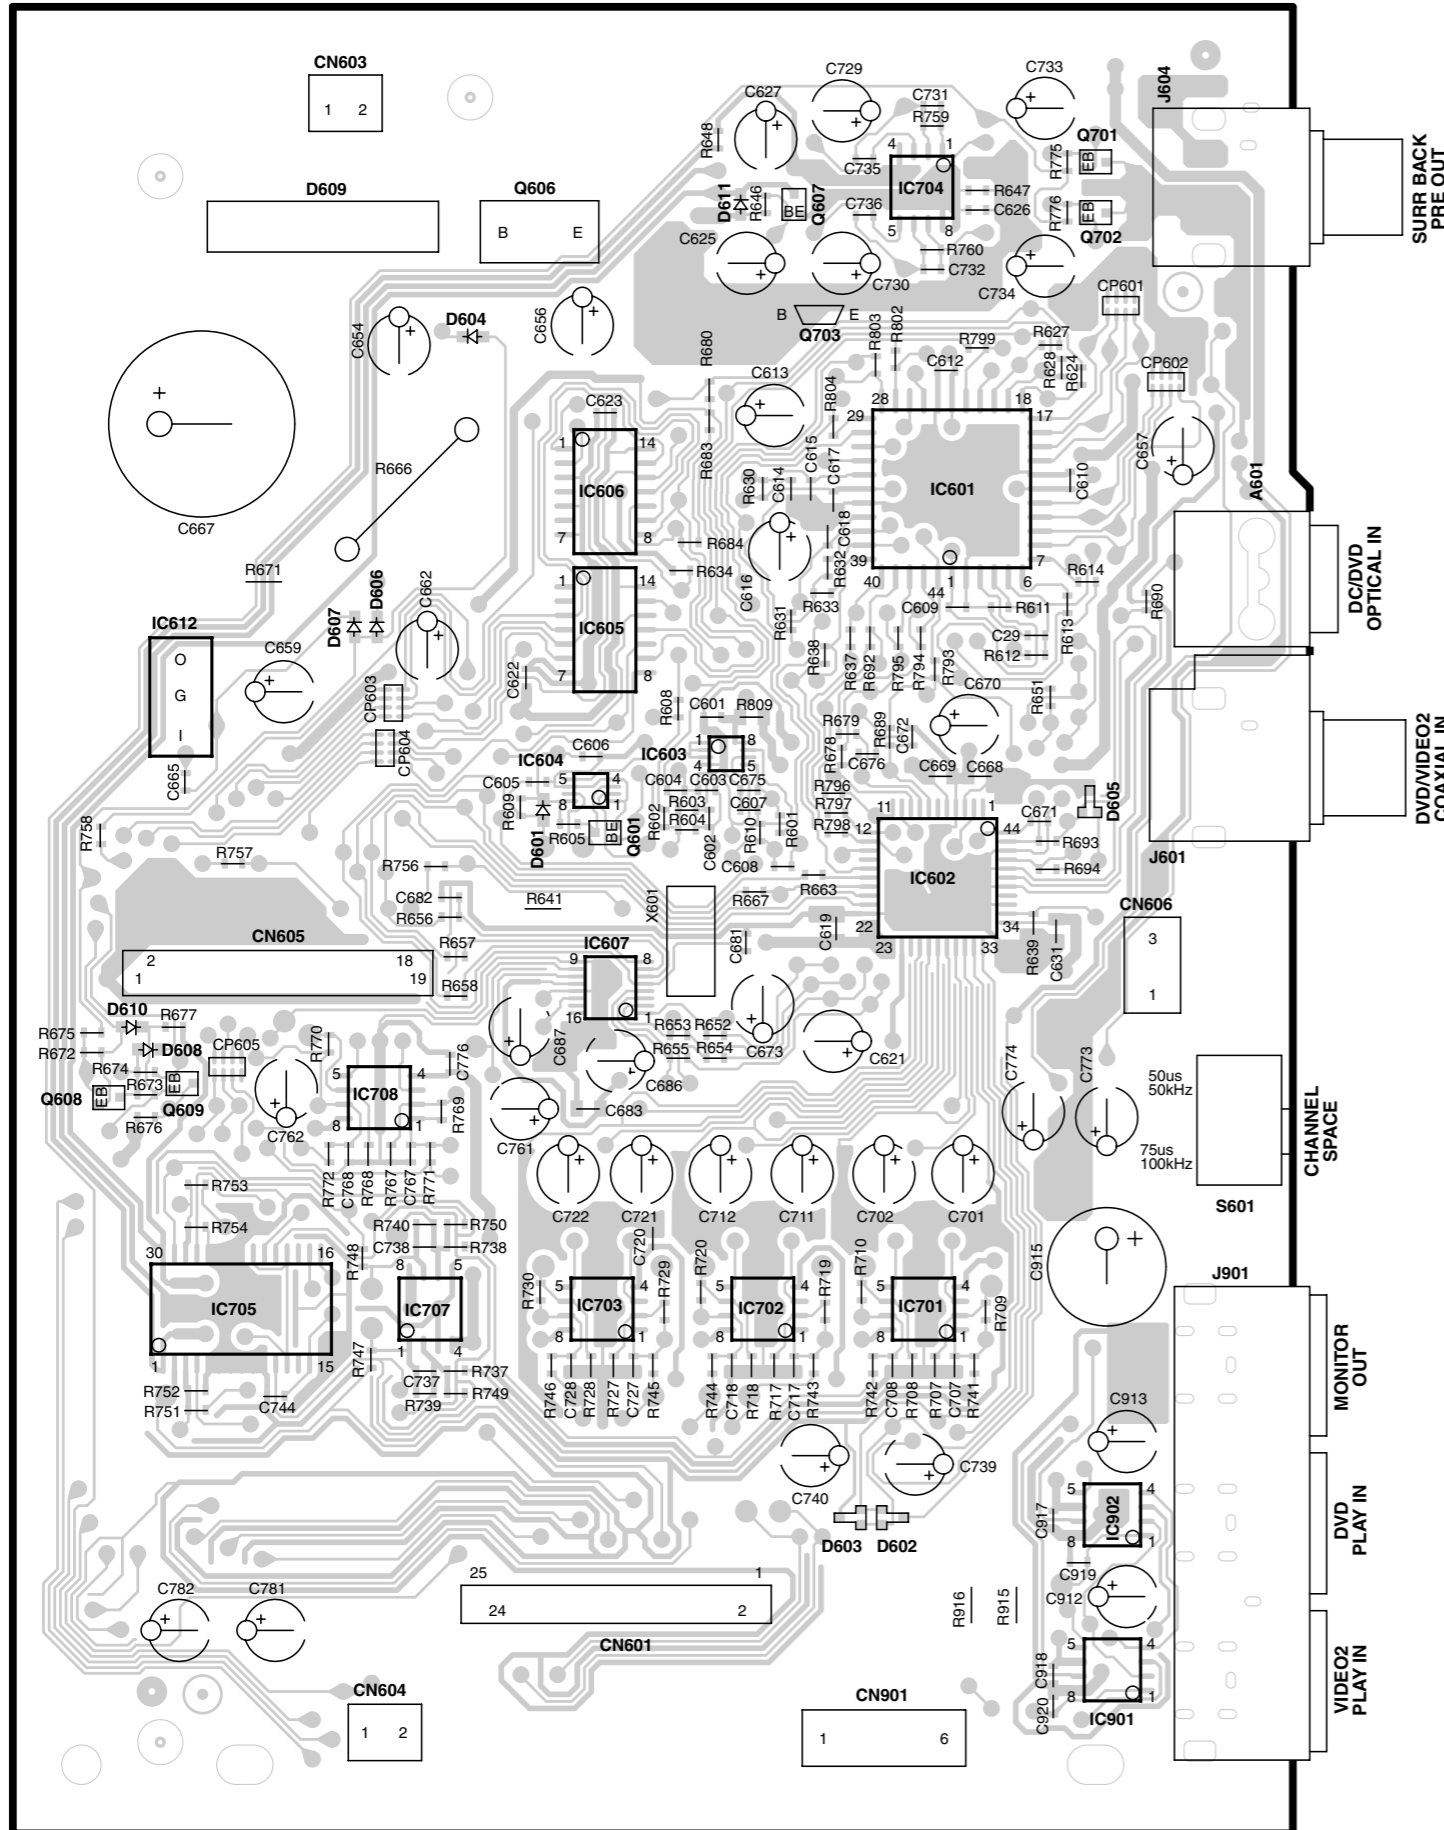 CN603
1 2
C627
C729
C731
R759
C733
J604
R648
4 1
C735
IC704
R775
EB
Q701
SURR BACK
PRE OUT
D609
Q606
B E
D611
R646
BE
Q607
C736
R647
C626
R776
EB
Q702
5 8
C625
R760
C730
C732
C734
CP601
C654
D604
C656
B E
Q703
R803
R802
R799
R627
R680
C612
R628
R624
CP602
+
C613
R804
28 18
29 17
C623
1 14
C615
C617
C657
R683
R666
R630
C614
C610
A601
IC606
IC601
C667
7 8
R684
C618
39 7
R634
R632
DC/DVD
OPTICAL IN
R671
1 14
C616
R633
40 1 6
44
R614
R690
D607
D606
C662
IC612
IC605
R631
C609
R611
R613
O
G
I
C659
C29
R612
R638
R637
R692
R795
R794
R793
7 8
C622
CP603
C670
R651
R608
C601
R809
R679
R689
C672
DVD/VIDEO2
COAXIAL IN
CP604
IC604
C606
IC603
1 8
4 5
R678
C676
C665
C605
5 4
8 1
C604
C603
C675
C669
C668
R796
D605
R609
R603
C607
R797
11 1
R758
D601
R605
BE
Q601
R602
R604
C602
R610
R601
R798
12 44
C671
R693
J601
R757
R756
C608
IC602
R694
C682
R641
X601
R667
R663
R656
CN606
3
1
CN605
2 18
1 19
R657
IC607
9 8
C681
C619
22 34
23 33
R639
C631
R658
16 1
D610
R677
R675
R672
D608
CP605
R770
C776
C687
R653
R652
C673
C621
C774
C773
50us
50kHz
R674
R655
R654
R673
Q608
EB
EB
Q609
5 4
IC708
8 1
C686
R676
C762
R769
C761
C683
75us
100kHz
CHANNEL
SPACE
S601
R753
R772
C768
R768
R767
C767
R771
C722
C721
C712
C711
C702
C701
R754
R740
R750
C738
R738
C720
C915
+
J901
30 16
R748
8 5
R730
R729
R720
R719
R710
R709
IC705
IC707
5 4
IC703
8 1
5 4
IC702
8 1
5 4
IC701
8 1
1 15
R747
1 4
MONITOR
OUT
R752
R751
C744
R737
C737
R739
R749
R746
C728
R728
R727
C727
R745
R744
C718
R718
R717
C717
R743
R742
C708
R708
R707
C707
R741
C913
C740
C739
5 4
IC902
8 1
C917
DVD
PLAY IN
D603
D602
C782
C781
25 1
24 2
CN601
R916
R915
C919
C912
5 4
C918
8 1
C920
IC901
VIDEO2
PLAY IN
CN604
1 2
CN901
1 6